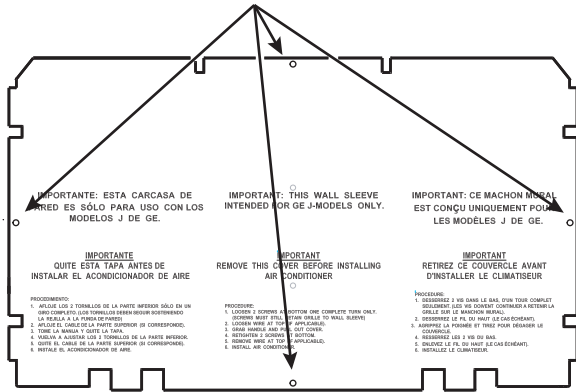 IMPORTANTE: ESTA CARCASA DE
PARED ES SÓLO PARA USO CON LOS
MODELOS J DE GE.
IMPORTANTE
QUITE ESTA TAPA ANTES DE
INSTALAR EL ACONDICIONADOR DE AIRE
PROCEDIMIENTO:
1. AFLOJE LOS 2 TORNILLOS DE LA PARTE INFERIOR SÓLO EN UN
GIRO COMPLETO. (LOS TORNILLOS DEBEN SEGUIR SOSTENIENDO
LA REJILLA A LA FUNDA DE PARED)
2. AFLOJE EL CABLE DE LA PARTE SUPERIOR (SI CORRESPONDE).
3. TOME LA MANIJA Y QUITE LA TAPA.
4. VUELVA A AJUSTAR LOS 2 TORNILLOS DE LA PARTE INFERIOR.
5. QUITE EL CABLE DE LA PARTE SUPERIOR (SI CORRESPONDE).
6. INSTALE EL ACONDICIONADOR DE AIRE.
IMPORTANT: THIS WALL SLEEVE
INTENDED FOR GE J-MODELS ONLY.
IMPORTANT
REMOVE THIS COVER BEFORE INSTALLING
AIR CONDITIONER
PROCEDURE:
1. LOOSEN 2 SCREWS AT BOTTOM ONE COMPLETE TURN ONLY.
(SCREWS MUST STILL RETAIN GRILLE TO WALL SLEEVE)
2. LOOSEN WIRE AT TOP (IF APPLICABLE).
3. GRAB HANDLE AND PULL OUT COVER.
4. RETIGHTEN 2 SCREWS AT BOTTOM.
5. REMOVE WIRE AT TOP (IF APPLICABLE).
6. INSTALL AIR CONDITIONER.
IMPORTANT: CE MACHON MURAL
EST CONÇU UNIQUEMENT POUR
LES MODÈLES J DE GE.
IMPORTANT
RETIREZ CE COUVERCLE AVANT
D'INSTALLER LE CLIMATISEUR
PROCEDURE:
1. DESSERREZ 2 VIS DANS LE BAS, D'UN TOUR COMPLET
SEULEMENT. (LES VIS DOIVENT CONTINUER A RETENIR LA
GRILLE SUR LE MANCHON MURAL).
2. DESSERREZ LE FIL DU HAUT (LE CAS ÉCHÉANT).
3. AGRIPPEZ LA POIGNÉE ET TIREZ POUR DÉGAGER LE
COUVERCLE.
4. RESSERREZ LES 2 VIS DU BAS.
5. ENLEVEZ LE FIL DU HAUT (LE CAS ÉCHÉANT).
6. INSTALLEZ LE CLIMATISEUR.